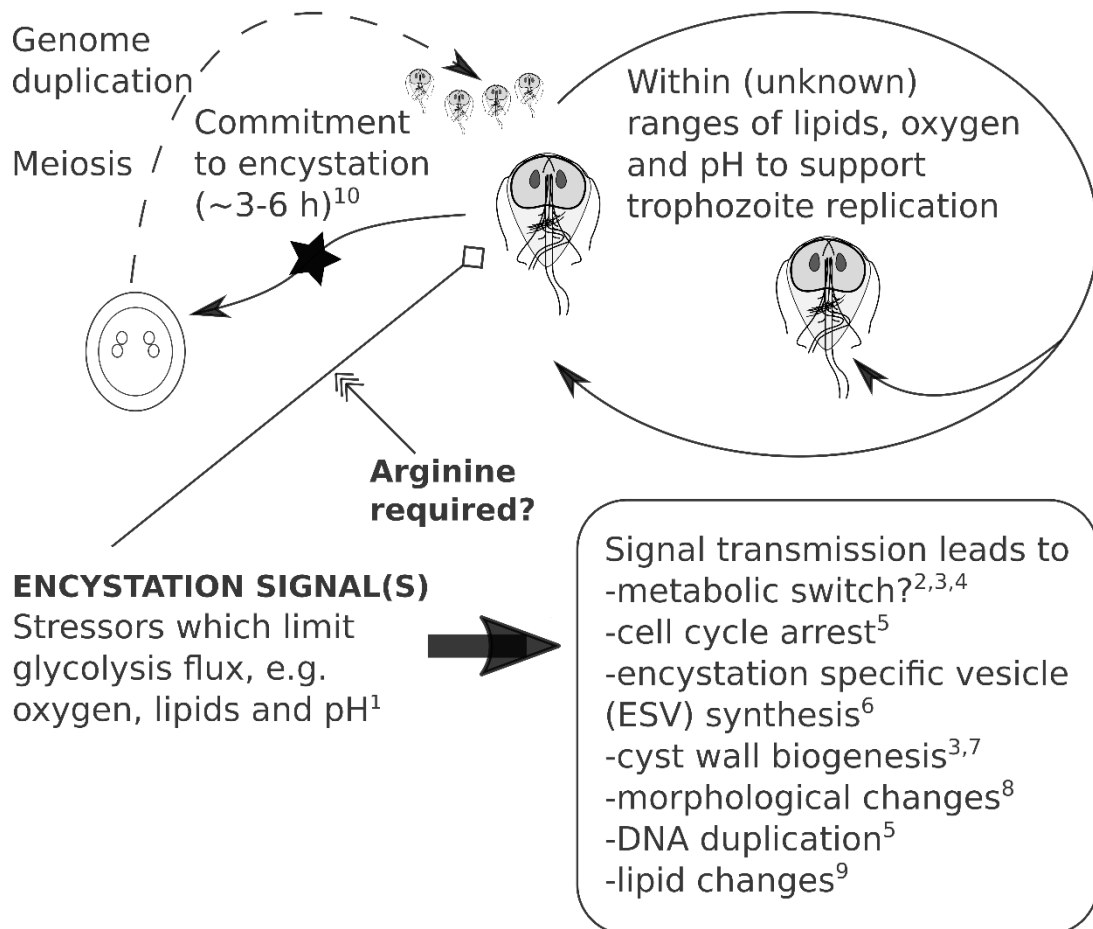 Genome
duplication
Meiosis
Commitment
to encystation
(~3-6 h)¹⁰
Within (unknown)
ranges of lipids, oxygen
and pH to support
trophozoite replication
Arginine
required?
ENCYSTATION SIGNAL(S)
Stressors which limit
glycolysis flux, e.g.
oxygen, lipids and pH¹
Signal transmission leads to
-metabolic switch?²,³,⁴
-cell cycle arrest⁵
-encystation specific vesicle
(ESV) synthesis⁶
-cyst wall biogenesis³,⁷
-morphological changes⁸
-DNA duplication⁵
-lipid changes⁹